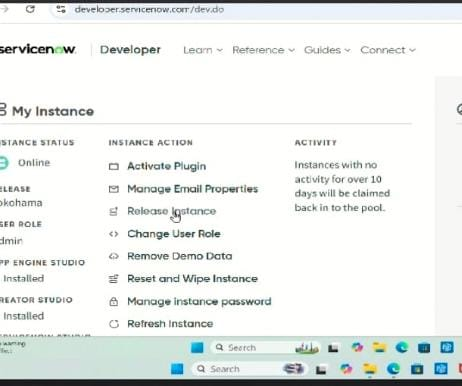 developer.servicenow.com/dev.do
servicenow. Developer Learn Reference Guides Connect
My Instance
INSTANCE ACTION ACTIVITY
Online
Activate Plugin
Manage Email Properties
Release Instance
Change User Role
Remove Demo Data
Reset and Wipe Instance
Manage instance password
Refresh Instance
Instances with no
activity for over 10
days will be claimed
back in to the pool.
NSTANCE STATUS
ELEASE
okohama
SER ROLE
dmin
PP ENGINE STUDIO
Installed
REATOR STUDIO
Installed
warning
Search
Search